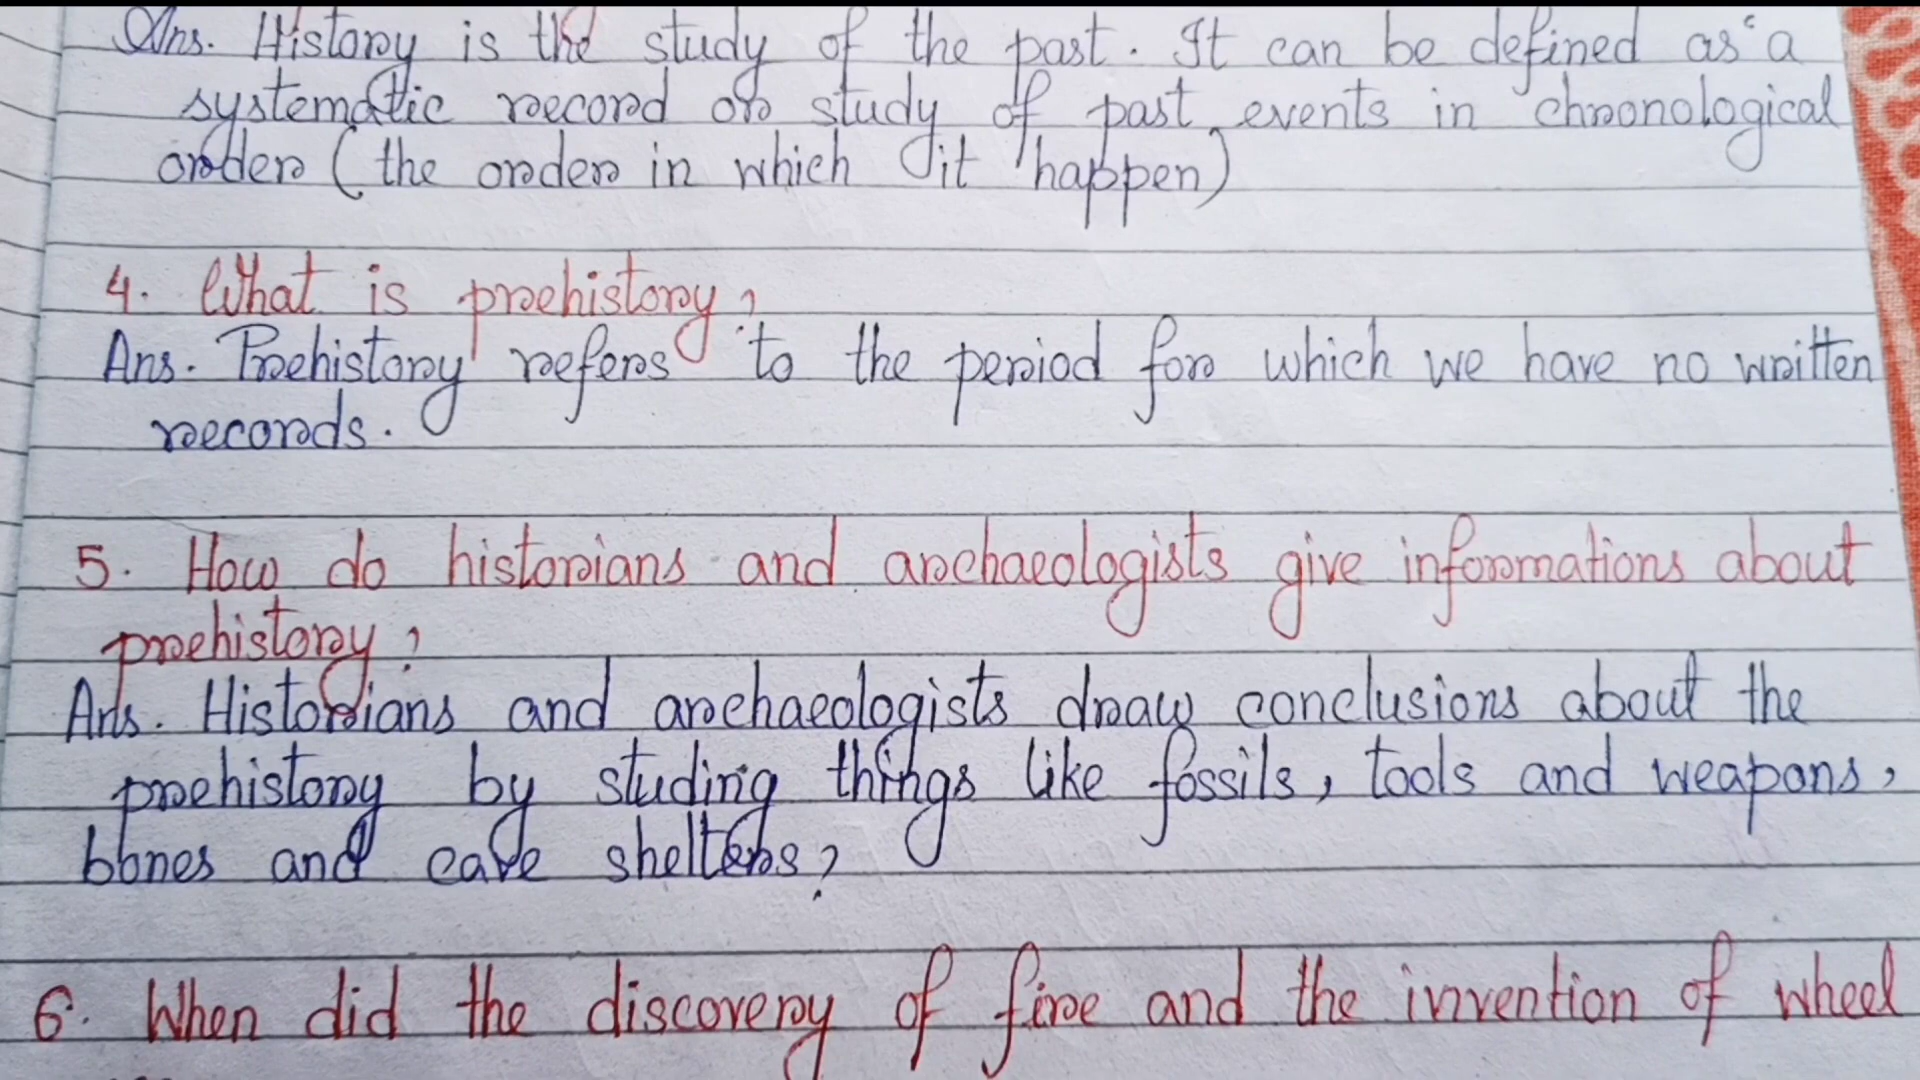 Ans. History is the study of the past. It can be defined as a
systematic record or study of past events in chronological
order (the order in which it happen)
4. What is prehistory?
Ans. Prehistory refers to the period for which we have no written
records.
5. How do historians and archaeologists give informations about
prehistory?
Ans. Historians and archaeologists draw conclusions about the
prehistory by studing things like fossils, tools and weapons,
bones and cave shelters?
6. When did the discovery of fire and the invention of wheel